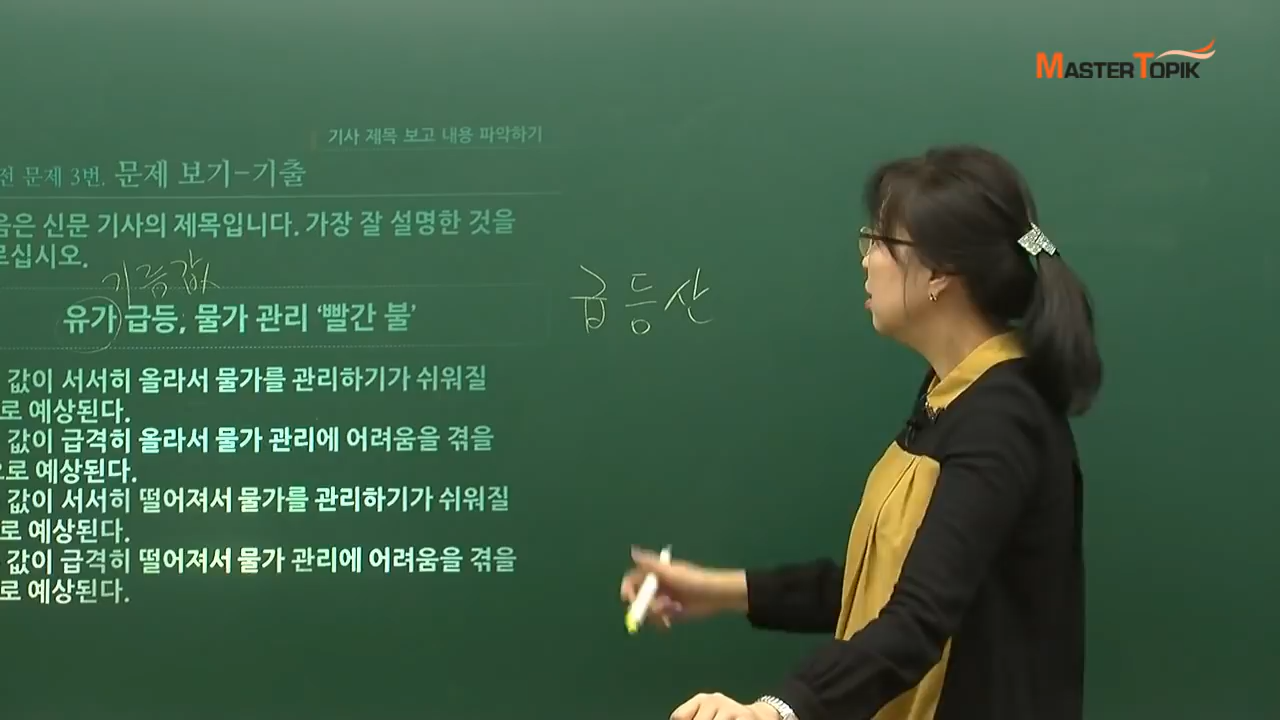 MASTERTOPIK
기사 제목 보고 내용 파악하기
전 문제 3번. 문제 보기-기출
음은 신문 기사의 제목입니다. 가장 잘 설명한 것을
르십시오.
기름값
유가 급등, 물가 관리 ‘빨간 불’
급등산
값이 서서히 올라서 물가를 관리하기가 쉬워질
로 예상된다.
값이 급격히 올라서 물가 관리에 어려움을 겪을
으로 예상된다.
값이 서서히 떨어져서 물가를 관리하기가 쉬워질
로 예상된다.
값이 급격히 떨어져서 물가 관리에 어려움을 겪을
로 예상된다.